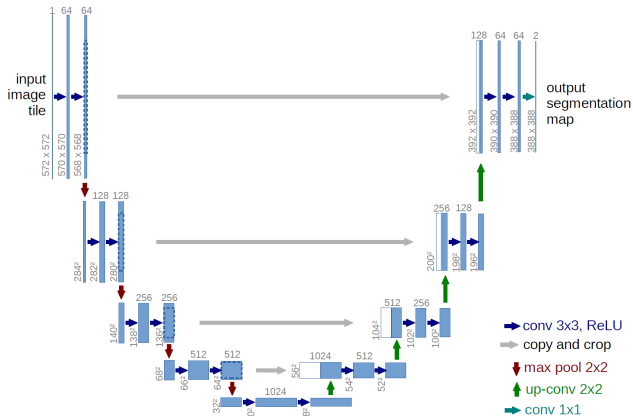 1 64 64
128 64 64 2
input
image
tile
output
segmentation
map
572 x 572
570 x 570
568 x 568
392 x 392
390 x 390
388 x 388
388 x 388
128 128
256 128
284²
282²
280²
200²
198²
196²
256 256
512 256
140²
138²
136²
104²
102²
100²
512 512
1024 512
68²
66²
64²
56²
54²
52²
1024
32²
conv 3x3, ReLU
copy and crop
max pool 2x2
up-conv 2x2
conv 1x1